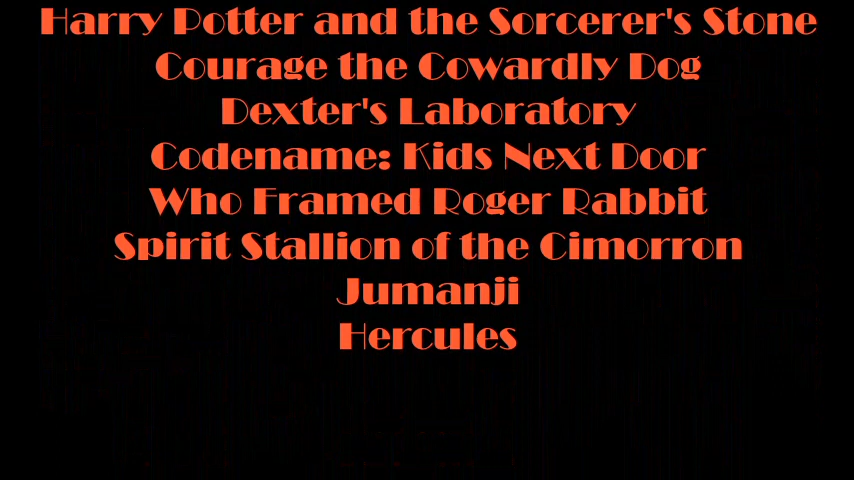 Harry Potter and the Sorcerer's Stone
Courage the Cowardly Dog
Dexter's Laboratory
Codename: Kids Next Door
Who Framed Roger Rabbit
Spirit Stallion of the Cimorron
Jumanji
Hercules